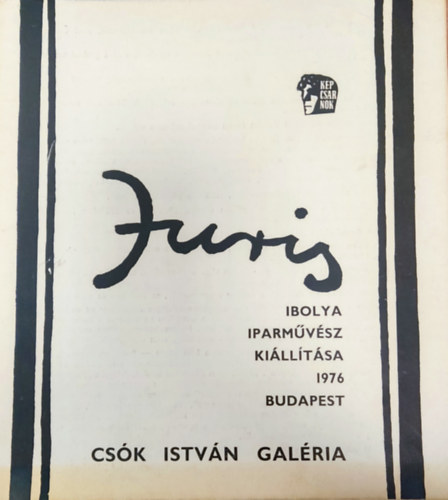 KÉP
CSAR
NOK
Juris
IBOLYA
IPARMŰVÉSZ
KIÁLLÍTÁSA
1976
BUDAPEST
CSÓK ISTVÁN GALÉRIA